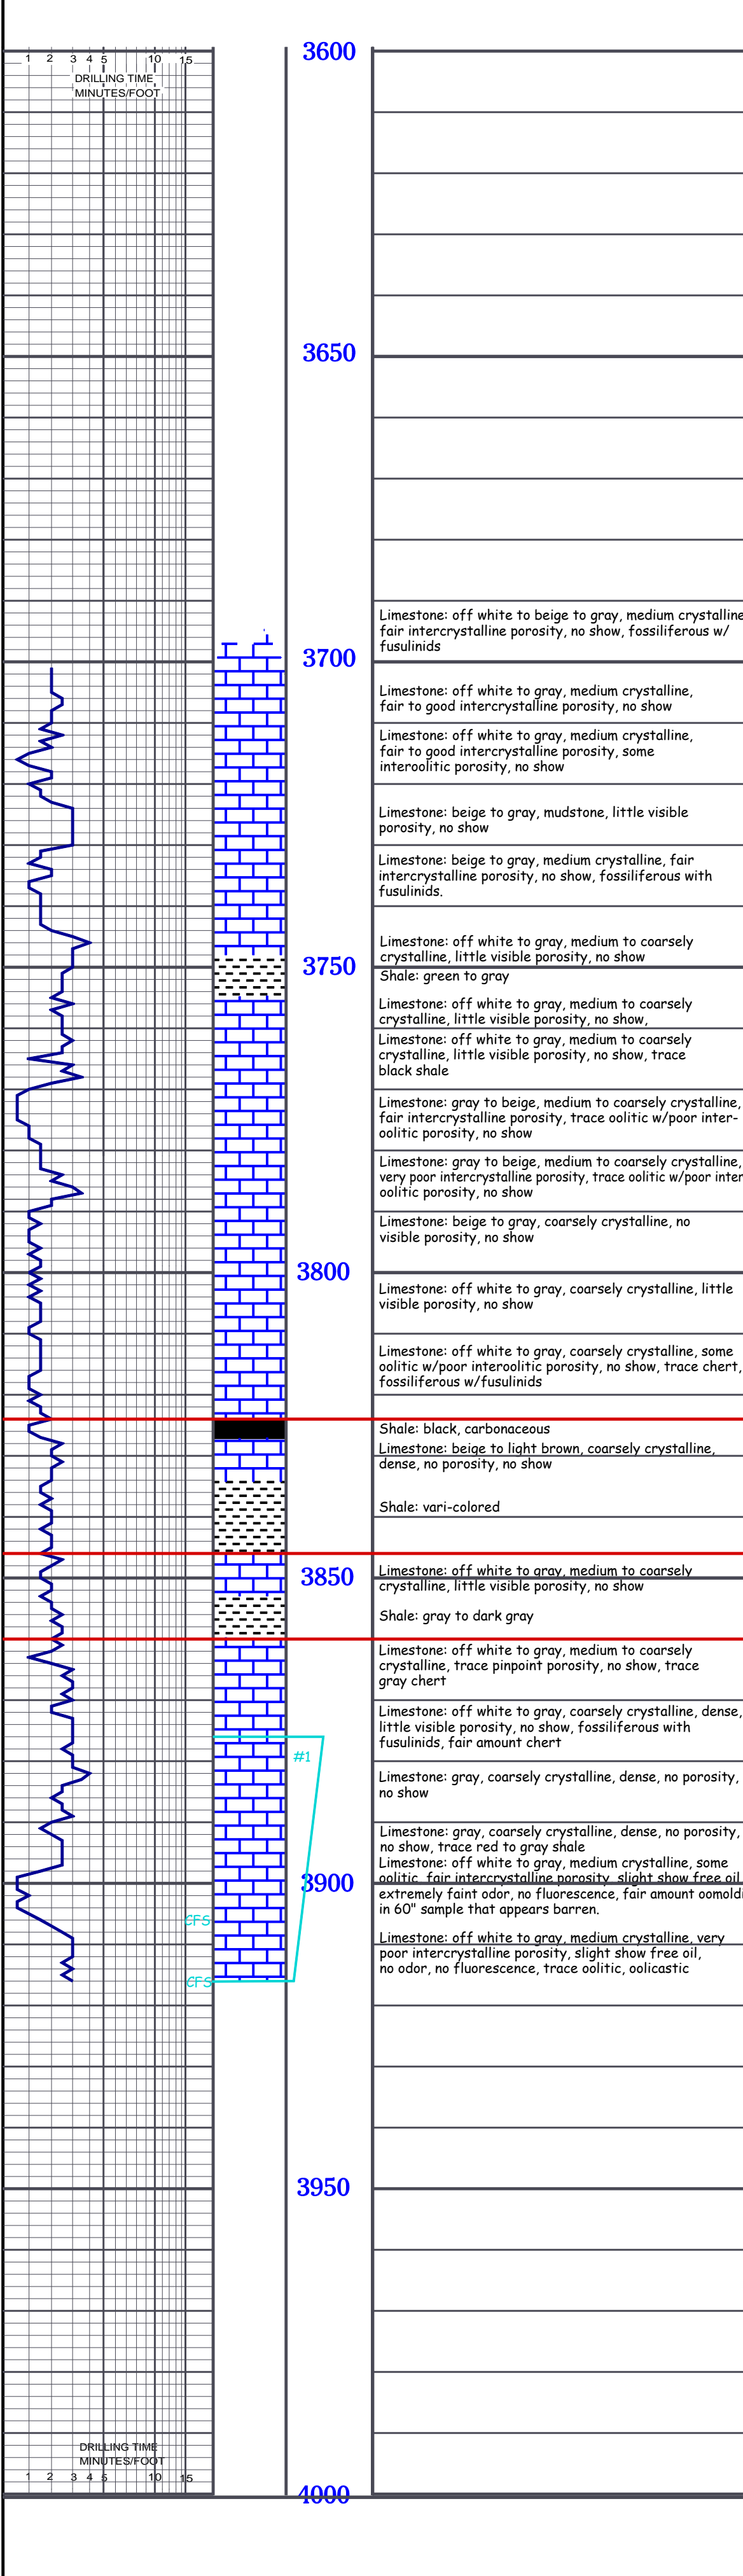 3600
1 2 3 4 5 10 15
DRILLING TIME
MINUTES/FOOT
3650
Limestone: off white to beige to gray, medium crystalline
fair intercrystalline porosity, no show, fossiliferous w/
fusulinids
3700
Limestone: off white to gray, medium crystalline,
fair to good intercrystalline porosity, no show
Limestone: off white to gray, medium crystalline,
fair to good intercrystalline porosity, some
interoolitic porosity, no show
Limestone: beige to gray, mudstone, little visible
porosity, no show
Limestone: beige to gray, medium crystalline, fair
intercrystalline porosity, no show, fossiliferous with
fusulinids.
Limestone: off white to gray, medium to coarsely
crystalline, little visible porosity, no show
3750
Shale: green to gray
Limestone: off white to gray, medium to coarsely
crystalline, little visible porosity, no show,
Limestone: off white to gray, medium to coarsely
crystalline, little visible porosity, no show, trace
black shale
Limestone: gray to beige, medium to coarsely crystalline,
fair intercrystalline porosity, trace oolitic w/poor inter-
oolitic porosity, no show
Limestone: gray to beige, medium to coarsely crystalline,
very poor intercrystalline porosity, trace oolitic w/poor inter
oolitic porosity, no show
Limestone: beige to gray, coarsely crystalline, no
visible porosity, no show
3800
Limestone: off white to gray, coarsely crystalline, little
visible porosity, no show
Limestone: off white to gray, coarsely crystalline, some
oolitic w/poor interoolitic porosity, no show, trace chert,
fossiliferous w/fusulinids
Shale: black, carbonaceous
Limestone: beige to light brown, coarsely crystalline,
dense, no porosity, no show
Shale: vari-colored
3850
Limestone: off white to gray, medium to coarsely
crystalline, little visible porosity, no show
Shale: gray to dark gray
Limestone: off white to gray, medium to coarsely
crystalline, trace pinpoint porosity, no show, trace
gray chert
Limestone: off white to gray, coarsely crystalline, dense,
little visible porosity, no show, fossiliferous with
fusulinids, fair amount chert
#1
Limestone: gray, coarsely crystalline, dense, no porosity,
no show
Limestone: gray, coarsely crystalline, dense, no porosity,
no show, trace red to gray shale
Limestone: off white to gray, medium crystalline, some
oolitic, fair intercrystalline porosity, slight show free oil
3900
extremely faint odor, no fluorescence, fair amount oomoldi
in 60" sample that appears barren.
CFS
Limestone: off white to gray, medium crystalline, very
poor intercrystalline porosity, slight show free oil,
no odor, no fluorescence, trace oolitic, oolicastic
CFS
3950
DRILLING TIME
MINUTES/FOOT
1 2 3 4 5 10 15
4000